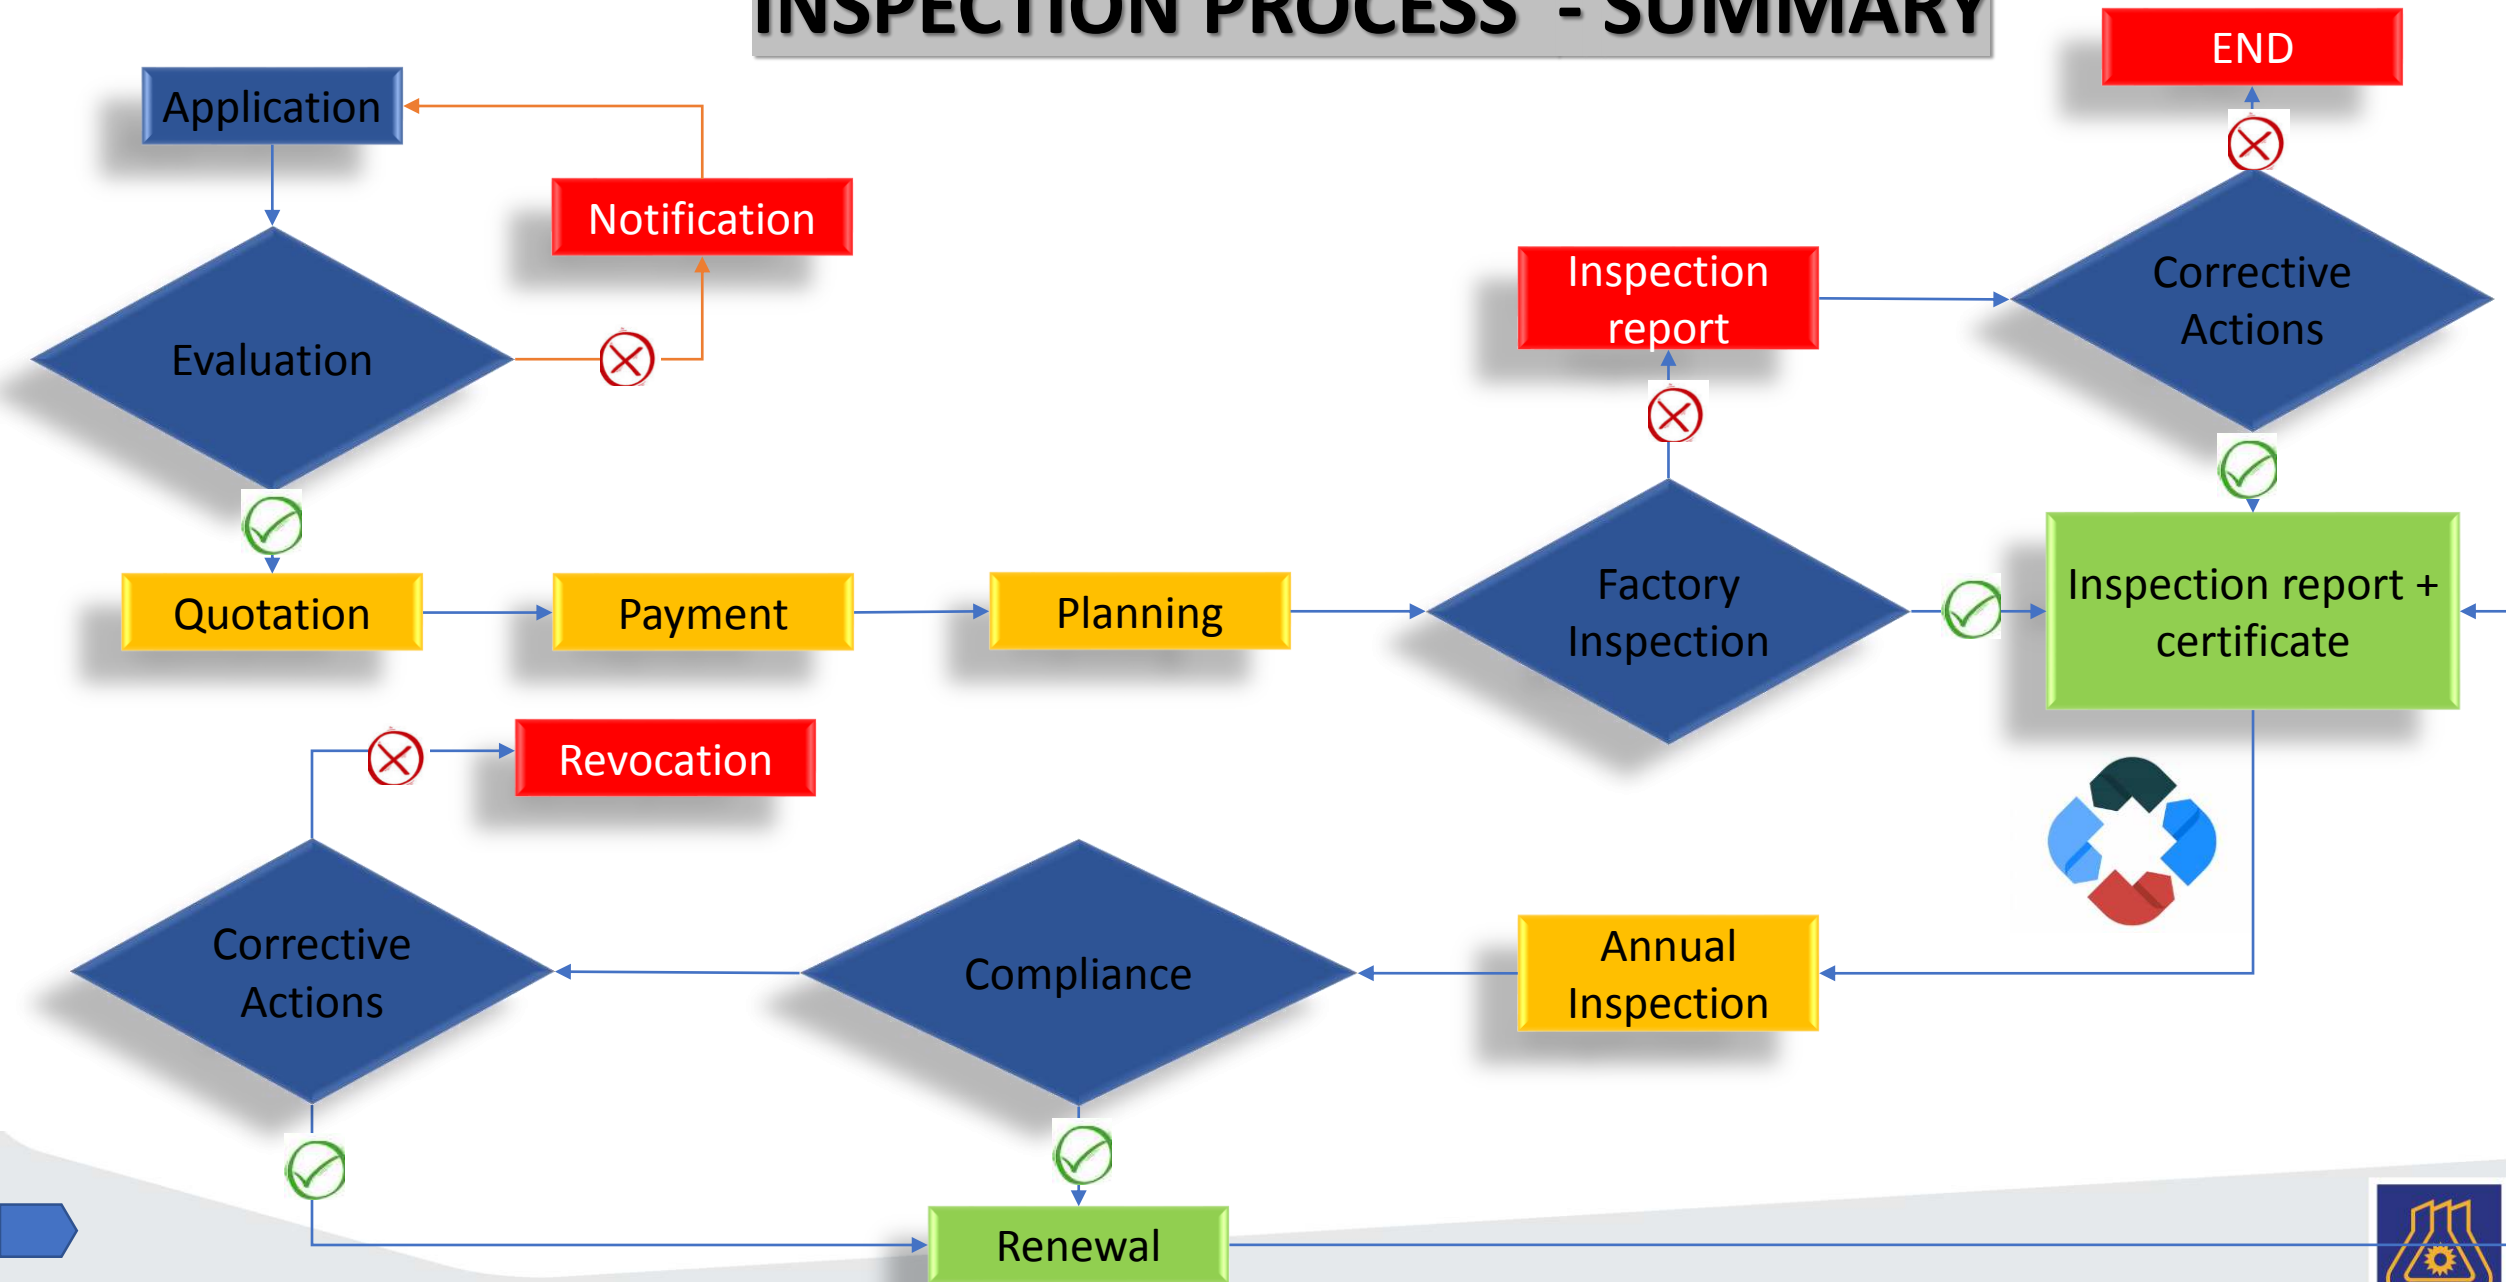 INSPECTION PROCESS - SUMMARY
END
Application
Notification
Inspection
report
Corrective
Actions
Evaluation
Quotation
Payment
Planning
Factory
Inspection
Inspection report +
certificate
Revocation
Corrective
Actions
Compliance
Annual
Inspection
Renewal